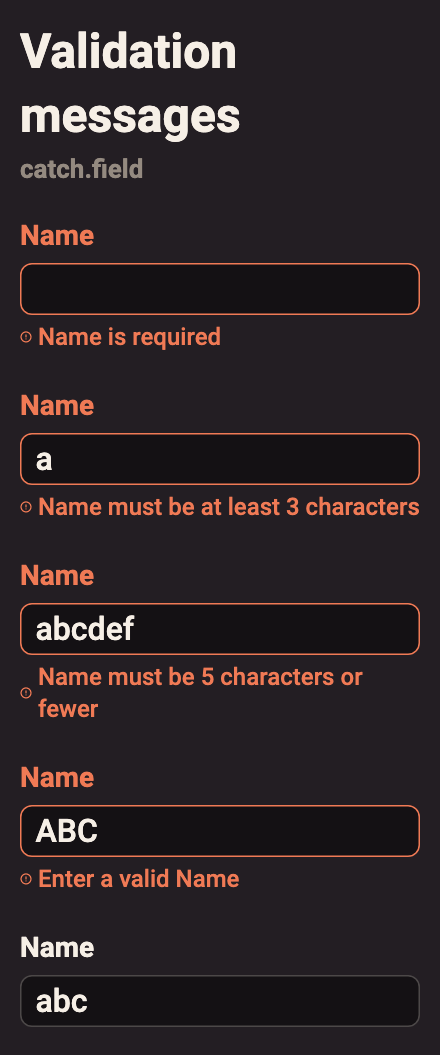 Validation
messages
catch.field
Name
Name is required
Name
a
Name must be at least 3 characters
Name
abcdef
Name must be 5 characters or
fewer
Name
ABC
Enter a valid Name
Name
abc